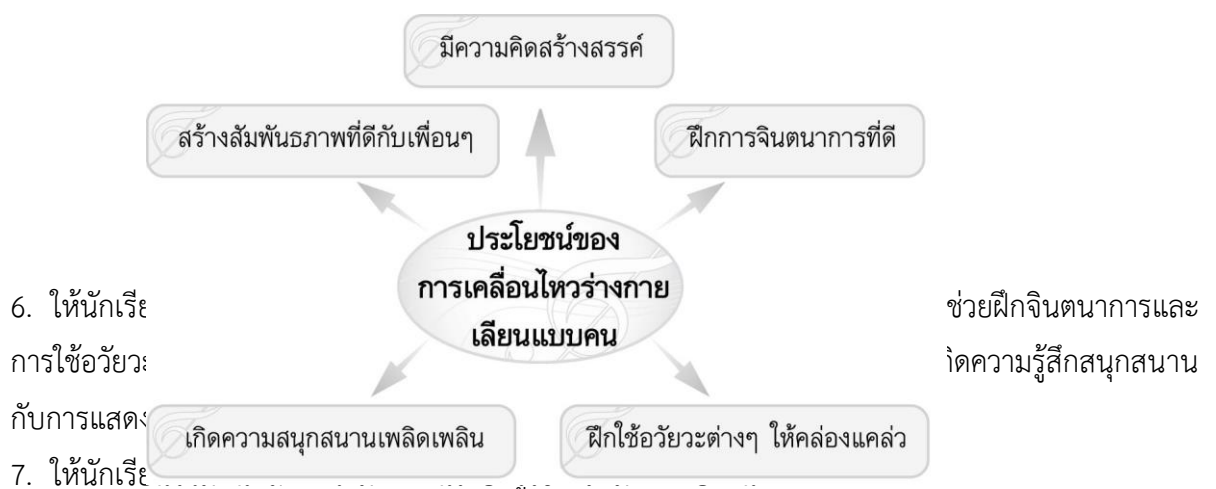 มีความคิดสร้างสรรค์
สร้างสัมพันธภาพที่ดีกับเพื่อนๆ
ฝึกการจินตนาการที่ดี
ประโยชน์ของ
การเคลื่อนไหวร่างกาย
เลียนแบบคน
เกิดความสนุกสนานเพลิดเพลิน
ฝึกใช้อวัยวะต่างๆ ให้คล่องแคล่ว
6. ให้นักเรีย ช่วยฝึกจินตนาการและ
การใช้อวัยวะ ความรู้สึกสนุกสนาน
กับการแสดง
7. ให้นักเรีย